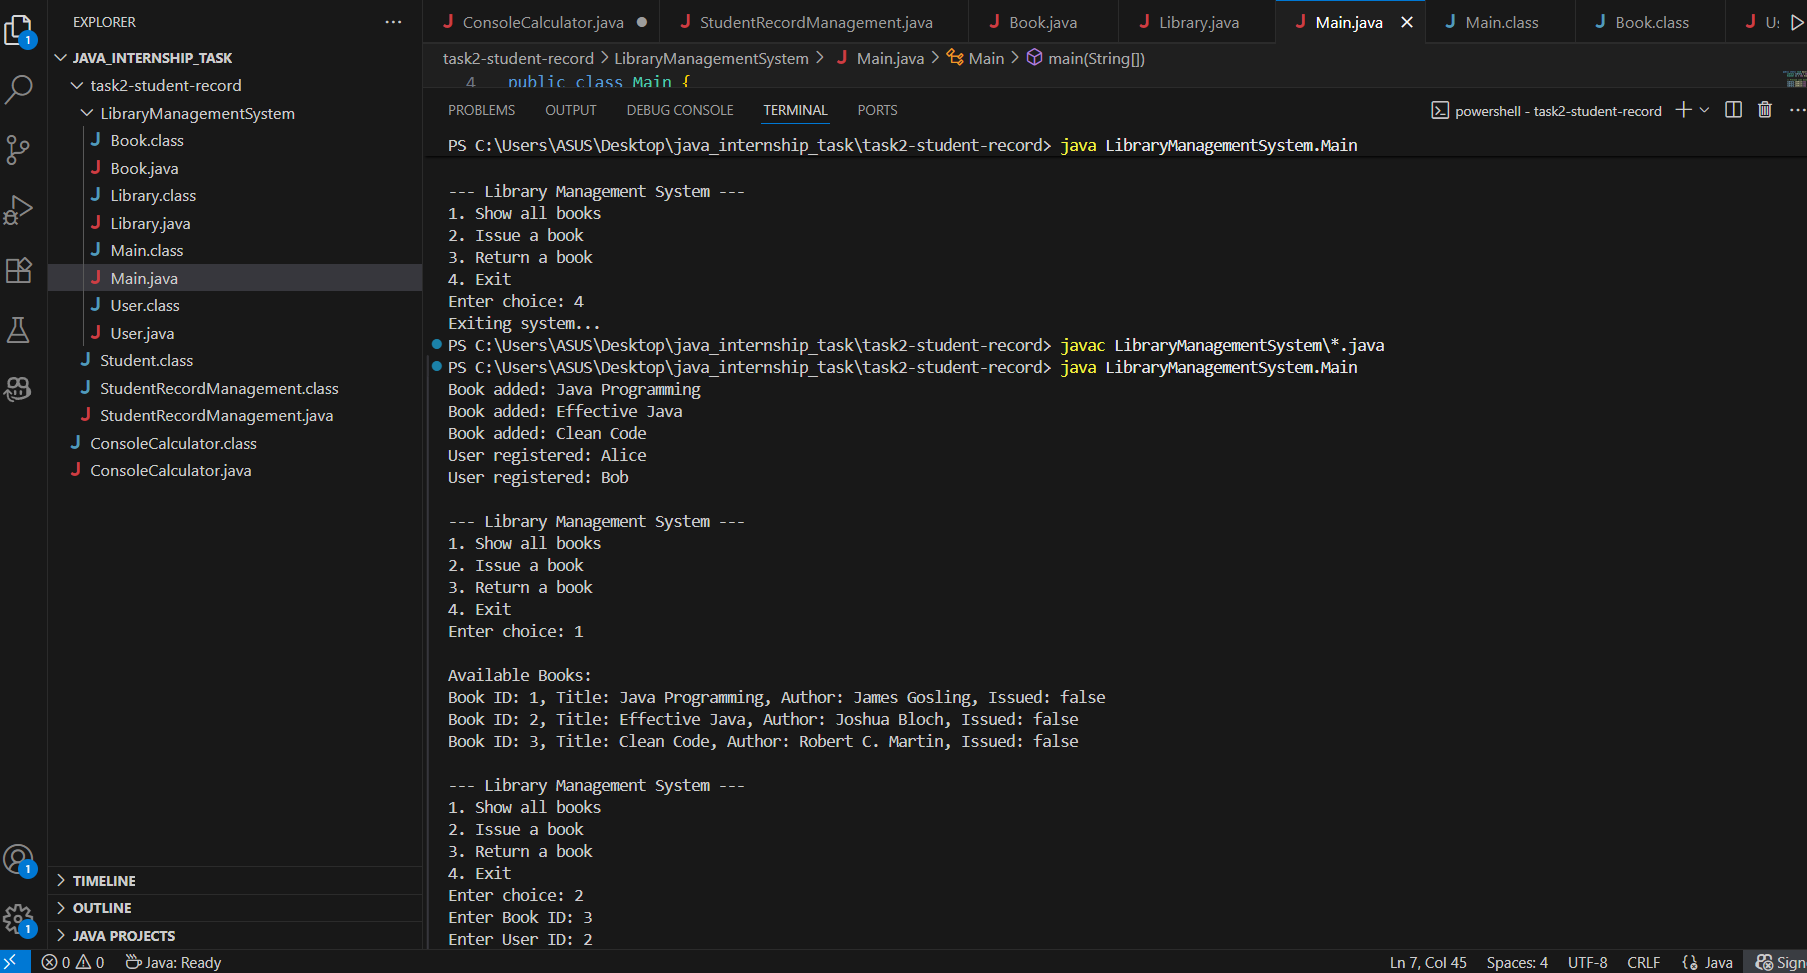 EXPLORER
JAVA_INTERNSHIP_TASK
task2-student-record
LibraryManagementSystem
J Book.class
J Book.java
J Library.class
J Library.java
J Main.class
J Main.java
J User.class
J User.java
J Student.class
J StudentRecordManagement.class
J StudentRecordManagement.java
J ConsoleCalculator.class
J ConsoleCalculator.java
TIMELINE
OUTLINE
JAVA PROJECTS
1
1
1
J ConsoleCalculator.java J StudentRecordManagement.java J Book.java J Library.java J Main.java J Main.class J Book.class J Us
task2-student-record > LibraryManagementSystem > J Main.java > Main > main(String[])
4 public class Main {
PROBLEMS OUTPUT DEBUG CONSOLE TERMINAL PORTS powershell - task2-student-record
PS C:\Users\ASUS\Desktop\java_internship_task\task2-student-record> java LibraryManagementSystem.Main
--- Library Management System ---
1. Show all books
2. Issue a book
3. Return a book
4. Exit
Enter choice: 4
Exiting system...
PS C:\Users\ASUS\Desktop\java_internship_task\task2-student-record> javac LibraryManagementSystem\*.java
PS C:\Users\ASUS\Desktop\java_internship_task\task2-student-record> java LibraryManagementSystem.Main
Book added: Java Programming
Book added: Effective Java
Book added: Clean Code
User registered: Alice
User registered: Bob
--- Library Management System ---
1. Show all books
2. Issue a book
3. Return a book
4. Exit
Enter choice: 1
Available Books:
Book ID: 1, Title: Java Programming, Author: James Gosling, Issued: false
Book ID: 2, Title: Effective Java, Author: Joshua Bloch, Issued: false
Book ID: 3, Title: Clean Code, Author: Robert C. Martin, Issued: false
--- Library Management System ---
1. Show all books
2. Issue a book
3. Return a book
4. Exit
Enter choice: 2
Enter Book ID: 3
Enter User ID: 2
0 0 Java: Ready Ln 7, Col 45 Spaces: 4 UTF-8 CRLF {} Java Sign